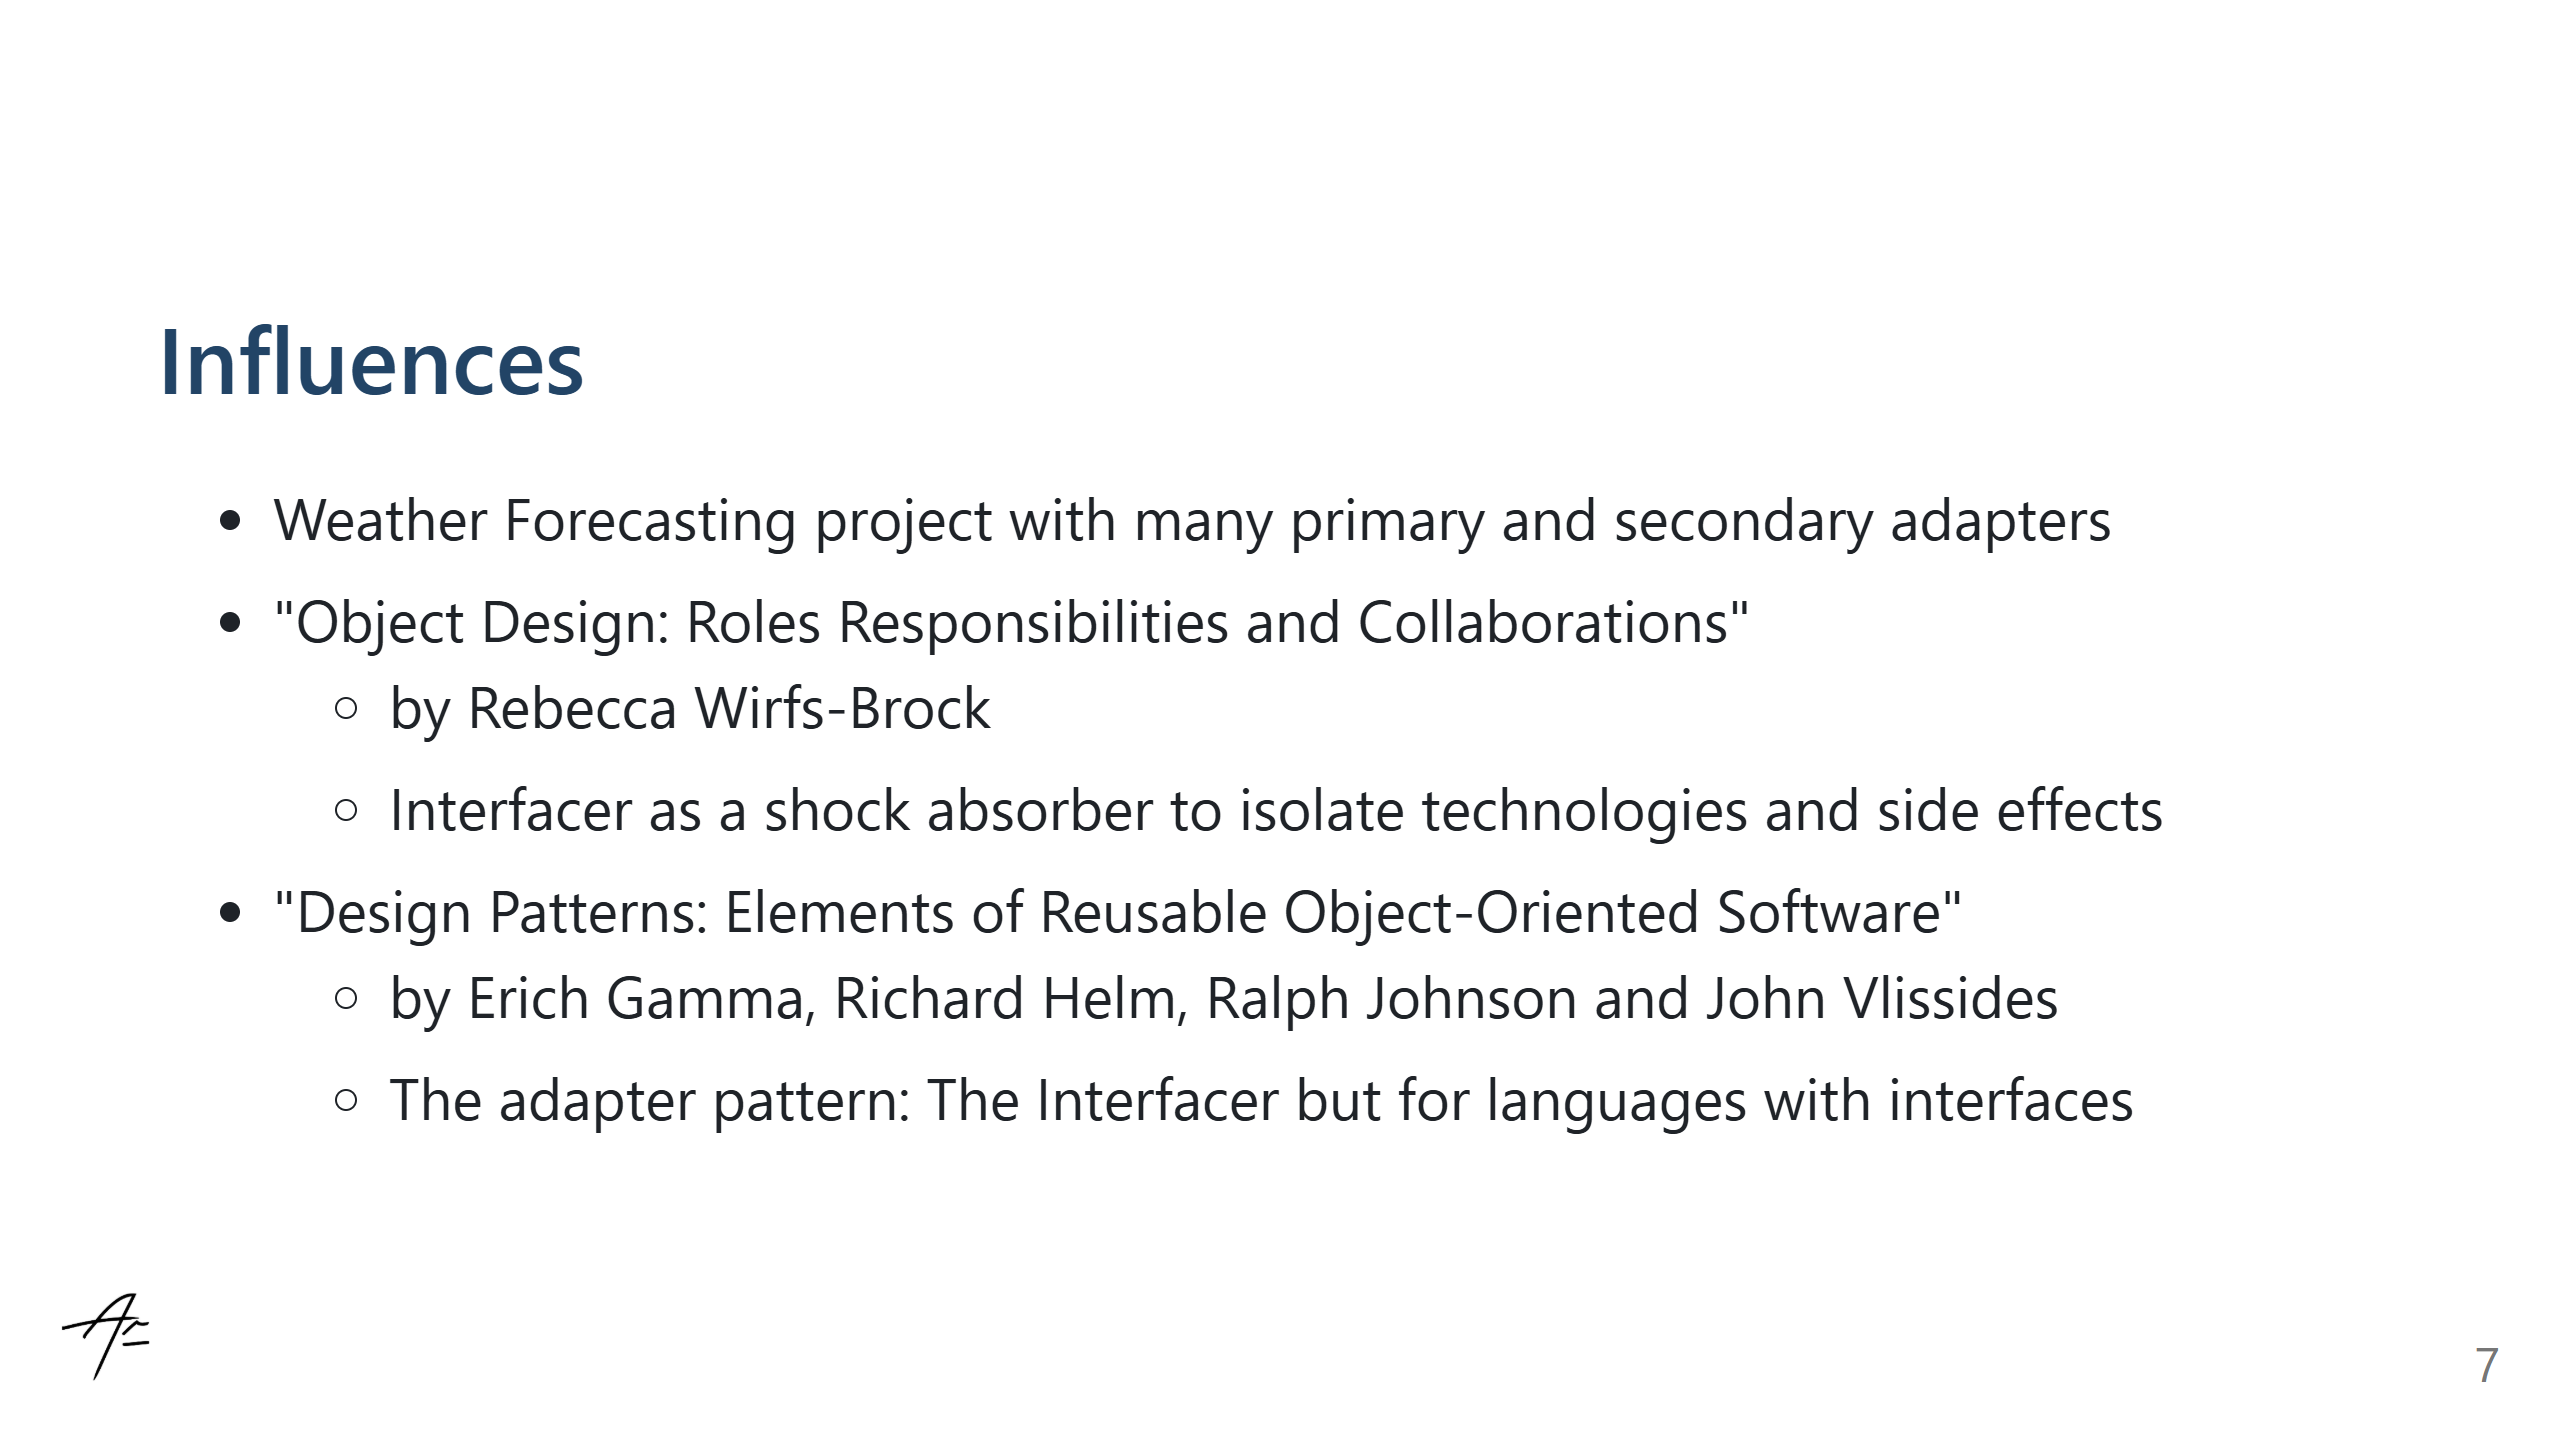 Influences
• Weather Forecasting project with many primary and secondary adapters
• "Object Design: Roles Responsibilities and Collaborations"
○ by Rebecca Wirfs-Brock
○ Interfacer as a shock absorber to isolate technologies and side effects
• "Design Patterns: Elements of Reusable Object-Oriented Software"
○ by Erich Gamma, Richard Helm, Ralph Johnson and John Vlissides
○ The adapter pattern: The Interfacer but for languages with interfaces
7